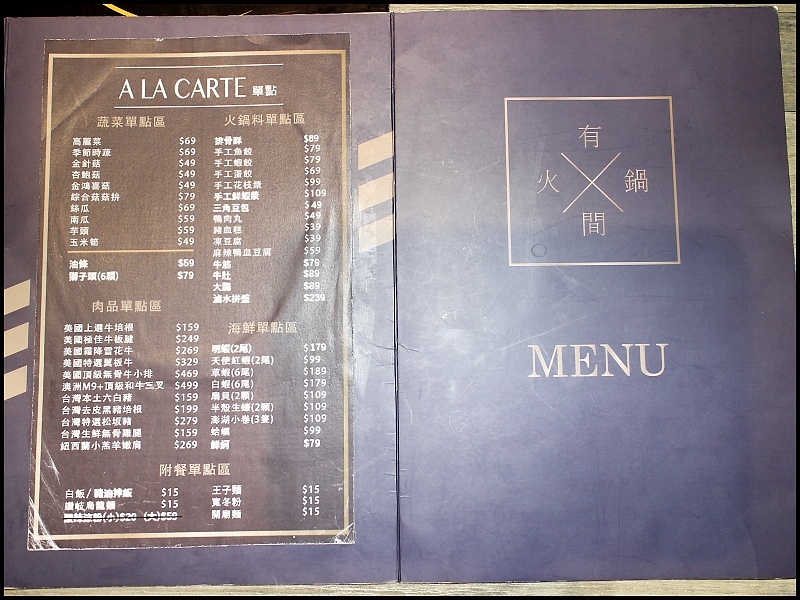 A LA CARTE 單點
蔬菜單點區
高麗菜 $69
季節時蔬 $69
金針菇 $49
杏鮑菇 $49
金鴻喜菇 $49
綜合菇菇拚 $79
絲瓜 $69
南瓜 $59
芋頭 $59
玉米筍 $49
油條 $59
獅子頭(6顆) $79
火鍋料單點區
排骨酥 $89
手工魚餃 $79
手工蝦餃 $79
手工蛋餃 $69
手工花枝漿 $99
手工鮮蝦漿 $109
三角豆包 $49
鴨肉丸 $49
豬血糕 $39
凍豆腐 $39
麻辣鴨血豆腐 $59
牛筋 $79
牛肚 $89
大腸 $89
滷水拼盤 $239
肉品單點區
美國上選牛培根 $159
美國極佳牛板腱 $249
美國霜降雪花牛 $269
美國特選翼板牛 $329
美國頂級無骨牛小排 $469
澳洲M9+頂級和牛三叉 $499
台灣本土六白豬 $159
台灣去皮黑豬培根 $199
台灣特選松坂豬 $279
台灣生鮮無骨雞腿 $159
紐西蘭小羔羊嫩肩 $269
海鮮單點區
明蝦(2尾) $179
天使紅蝦(2尾) $99
草蝦(6尾) $189
白蝦(6尾) $179
扇貝(2顆) $109
半殼生蠔(2顆) $109
澎湖小卷(3隻) $109
蛤蠣 $99
鮮蚵 $79
附餐單點區
白飯/豬油拌飯 $15
讚岐烏龍麵 $15
(小)$20 (大)$59
王子麵 $15
寬冬粉 $15
關廟麵 $15
有
火 鍋
間
MENU